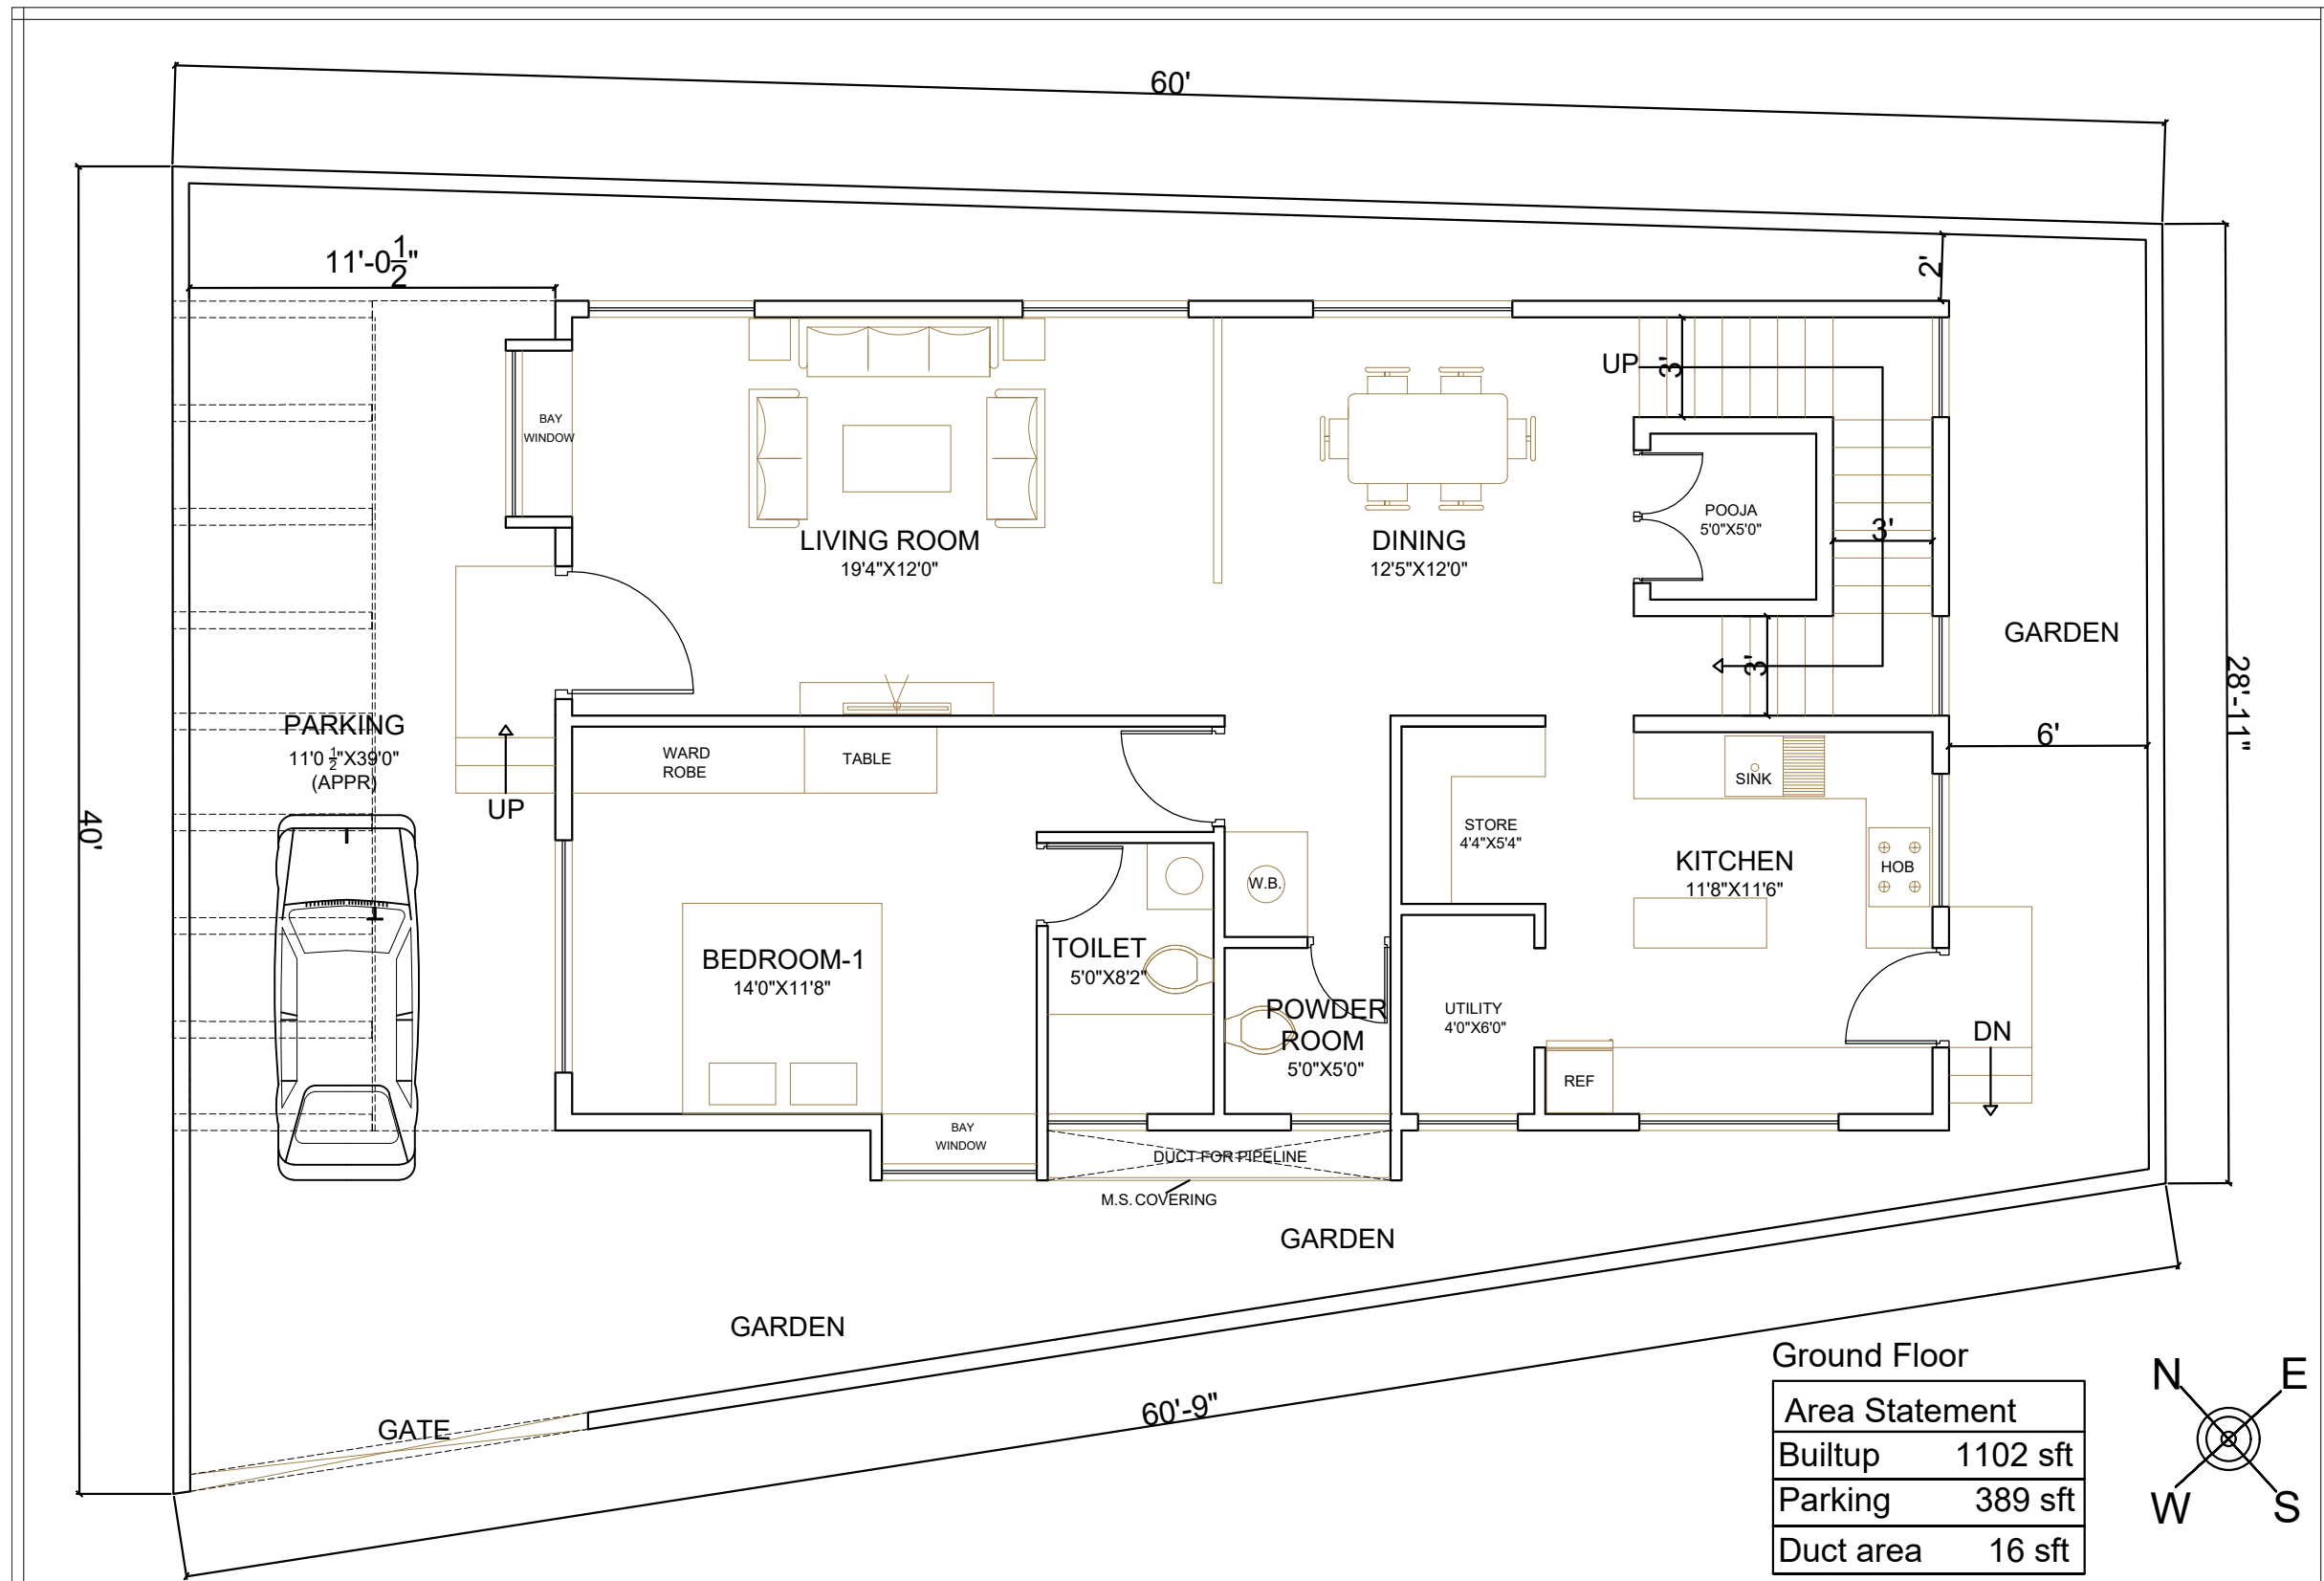 60'
11'-0 1/2"
2'
UP
3'
BAY
WINDOW
POOJA
5'0"X5'0"
3'
LIVING ROOM
19'4"X12'0"
DINING
12'5"X12'0"
GARDEN
3'
28'-11"
PARKING
11'0 1/2"X39'0"
(APPR)
WARD
ROBE
TABLE
6'
SINK
UP
40'
STORE
4'4"X5'4"
KITCHEN
11'8"X11'6"
HOB
W.B.
BEDROOM-1
14'0"X11'8"
TOILET
5'0"X8'2"
POWDER
ROOM
5'0"X5'0"
UTILITY
4'0"X6'0"
DN
REF
BAY
WINDOW
DUCT FOR PIPELINE
M.S. COVERING
GARDEN
GARDEN
GATE
60'-9"
Ground Floor
Area Statement
Builtup 1102 sft
Parking 389 sft
Duct area 16 sft
N E
W S